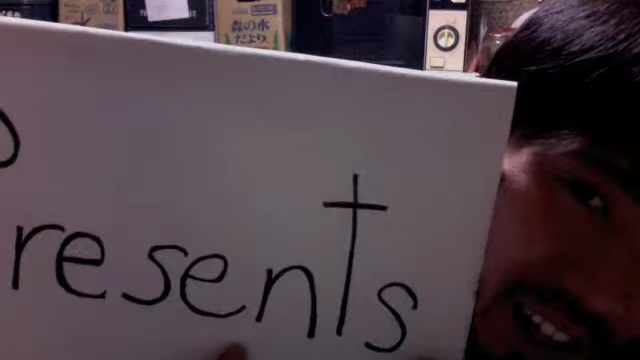 森の水
だより
resents